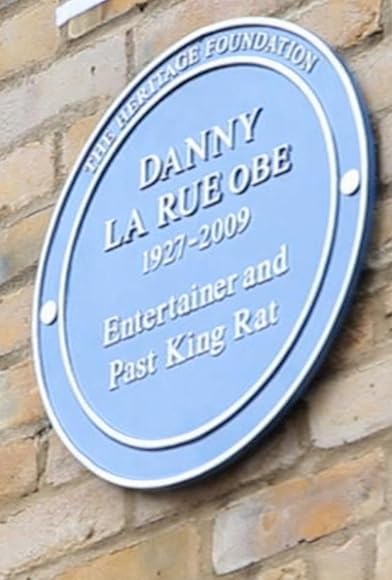 THE HERITAGE FOUNDATION
DANNY
LA RUE OBE
1927-2009
Entertainer and
Past King Rat